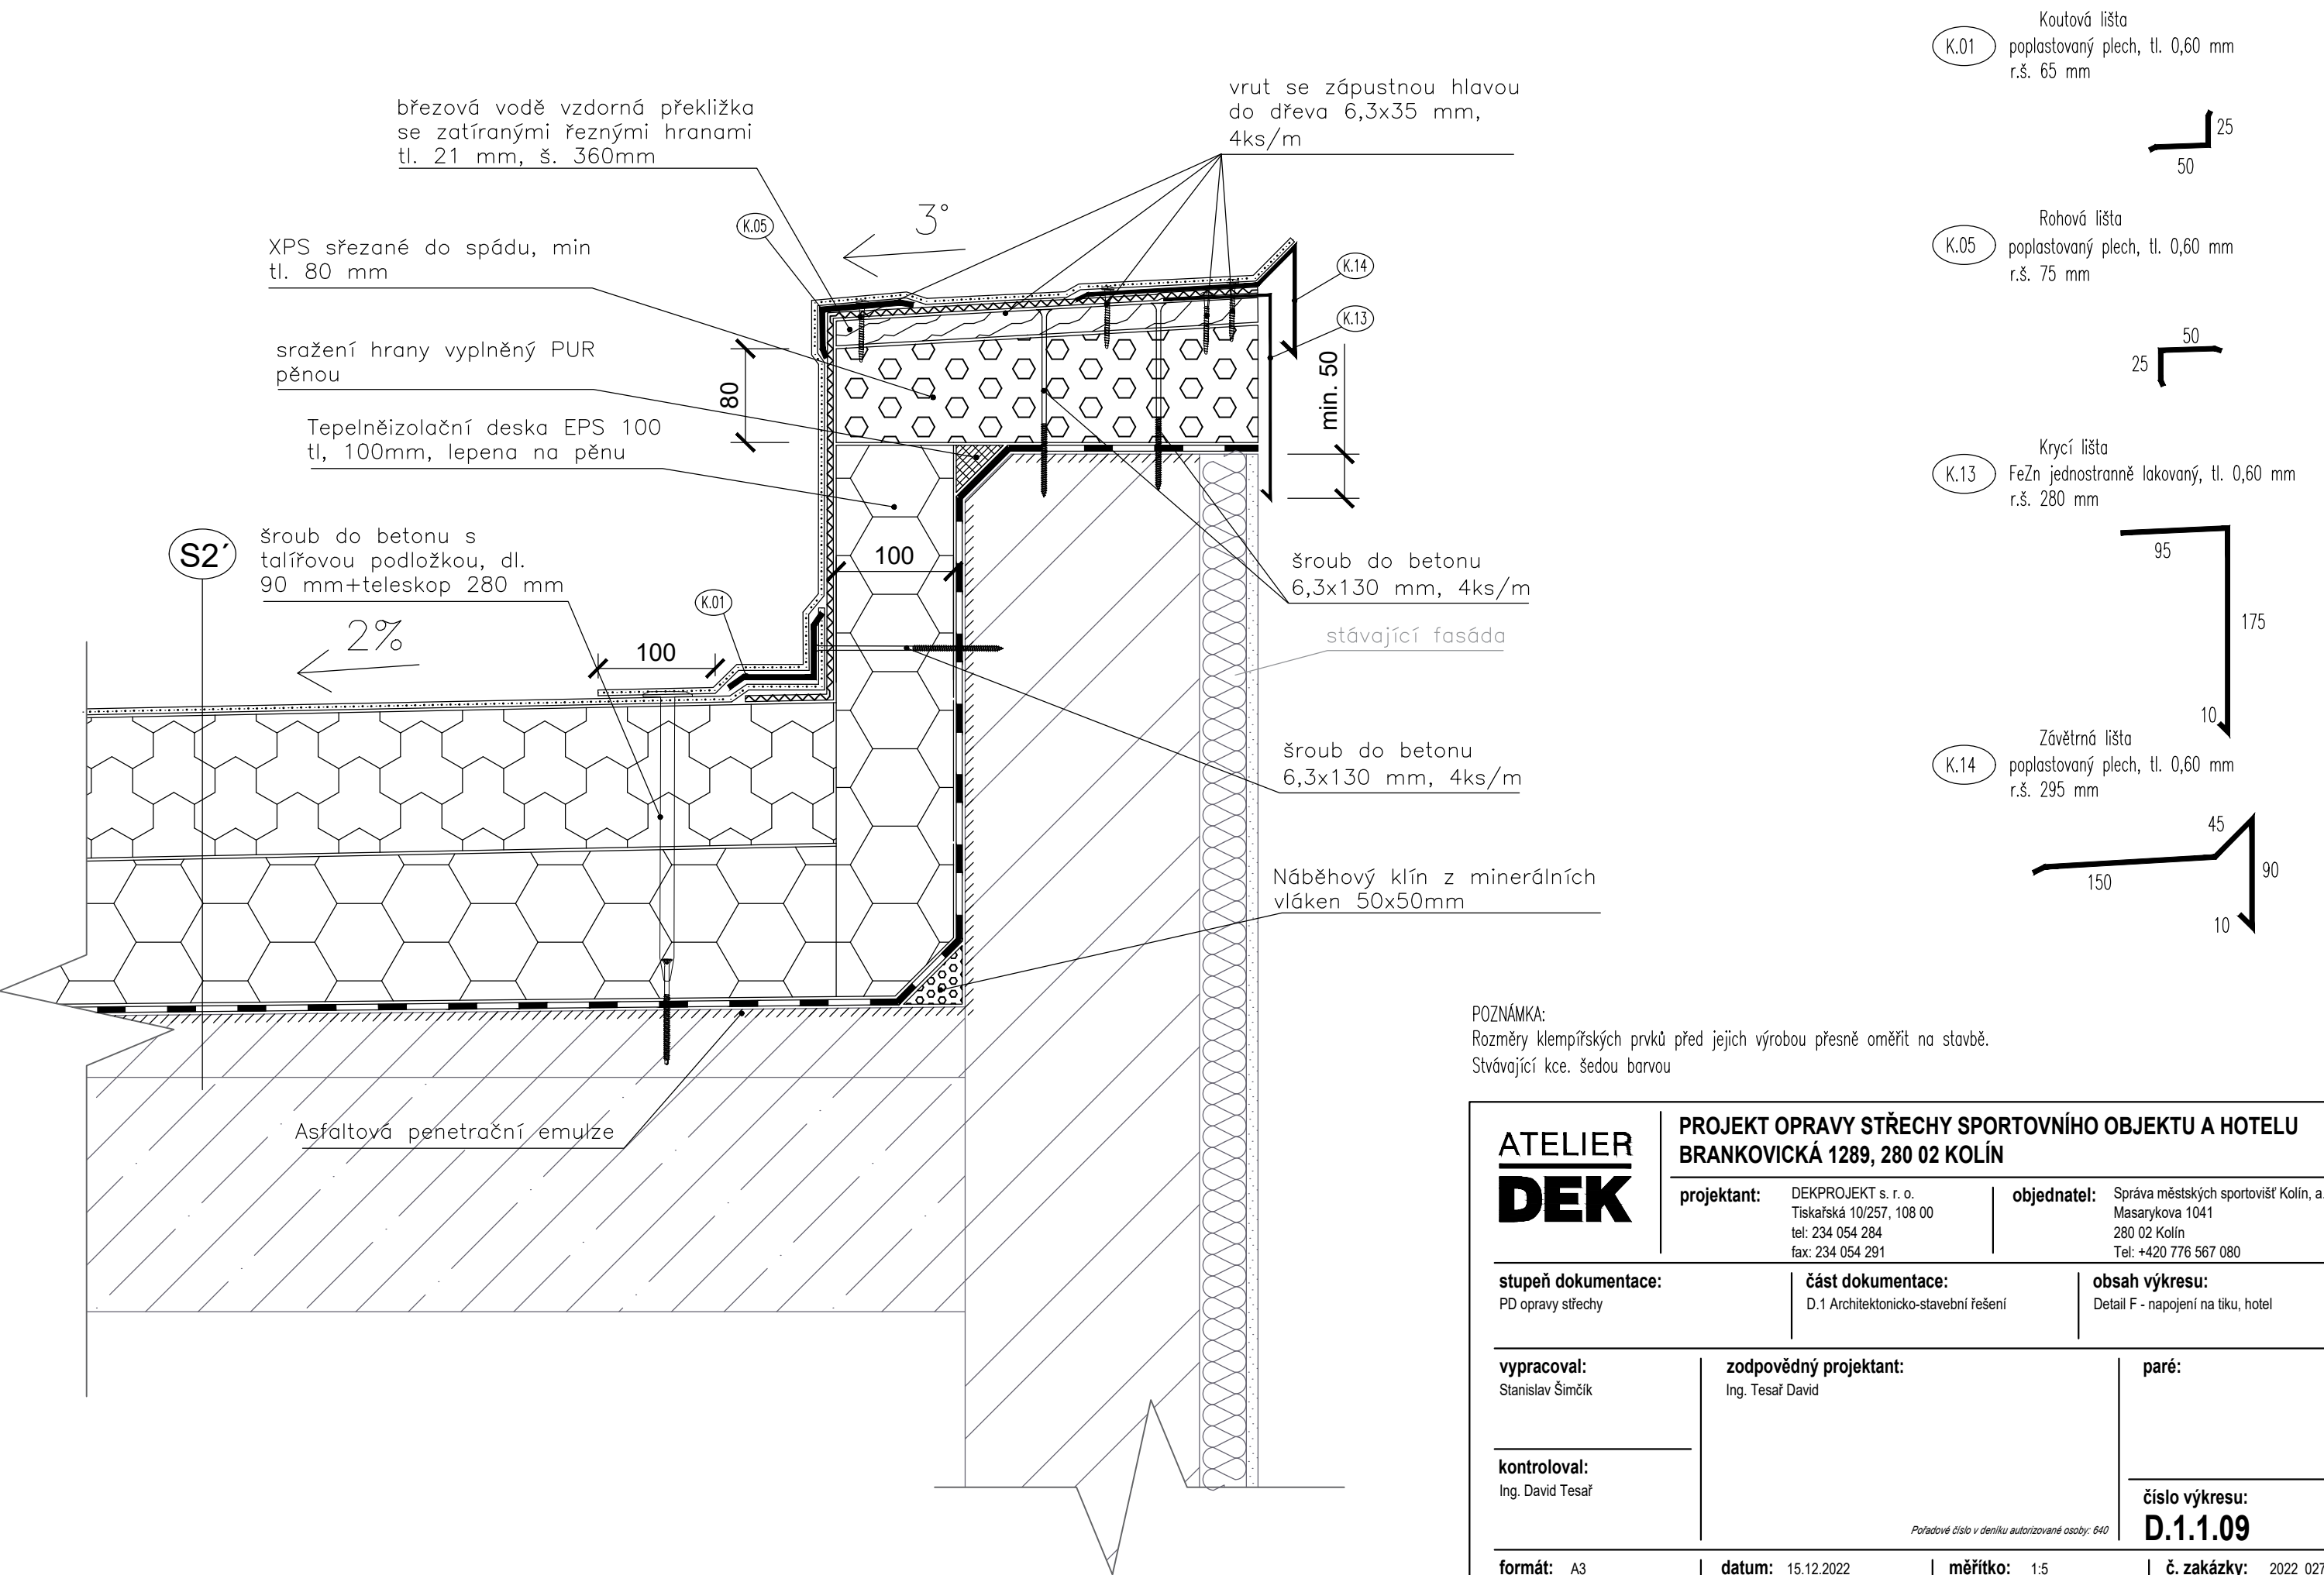 březová vodě vzdorná překližka
se zatíranými řeznými hranami
tl. 21 mm, š. 360mm
vrut se zápustnou hlavou
do dřeva 6,3x35 mm,
4ks/m
K.05
3°
XPS sřezané do spádu, min
tl. 80 mm
K.14
K.13
sražení hrany vyplněný PUR
pěnou
80
min. 50
Tepelněizolační deska EPS 100
tl, 100mm, lepena na pěnu
S2´
šroub do betonu s
talířovou podložkou, dl.
90 mm+teleskop 280 mm
100
šroub do betonu
6,3x130 mm, 4ks/m
K.01
2%
100
stávající fasáda
šroub do betonu
6,3x130 mm, 4ks/m
Náběhový klín z minerálních
vláken 50x50mm
Asfaltová penetrační emulze
K.01
Koutová lišta
poplastovaný plech, tl. 0,60 mm
r.š. 65 mm
25
50
K.05
Rohová lišta
poplastovaný plech, tl. 0,60 mm
r.š. 75 mm
50
25
K.13
Krycí lišta
FeZn jednostranně lakovaný, tl. 0,60 mm
r.š. 280 mm
95
175
10
K.14
Závětrná lišta
poplastovaný plech, tl. 0,60 mm
r.š. 295 mm
45
150
90
10
POZNÁMKA:
Rozměry klempířských prvků před jejich výrobou přesně oměřit na stavbě.
Stvávající kce. šedou barvou
ATELIER
DEK
PROJEKT OPRAVY STŘECHY SPORTOVNÍHO OBJEKTU A HOTELU
BRANKOVICKÁ 1289, 280 02 KOLÍN
projektant:
DEKPROJEKT s. r. o.
Tiskařská 10/257, 108 00
tel: 234 054 284
fax: 234 054 291
objednatel:
Správa městských sportovišť Kolín, a.
Masarykova 1041
280 02 Kolín
Tel: +420 776 567 080
stupeň dokumentace:
PD opravy střechy
část dokumentace:
D.1 Architektonicko-stavební řešení
obsah výkresu:
Detail F - napojení na tiku, hotel
vypracoval:
Stanislav Šimčík
zodpovědný projektant:
Ing. Tesař David
paré:
kontroloval:
Ing. David Tesař
Pořadové číslo v deníku autorizované osoby: 640
číslo výkresu:
D.1.1.09
formát: A3
datum: 15.12.2022
měřítko: 1:5
č. zakázky: 2022 027